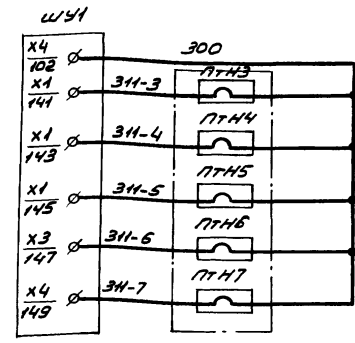 ШУ1
Х4 300
102 ПТН3
Х1 311-3
141 ПТН4
Х1 311-4
143 ПТН5
Х1 311-5
145 ПТН6
Х3 311-6
147 ПТН7
Х4 311-7
149